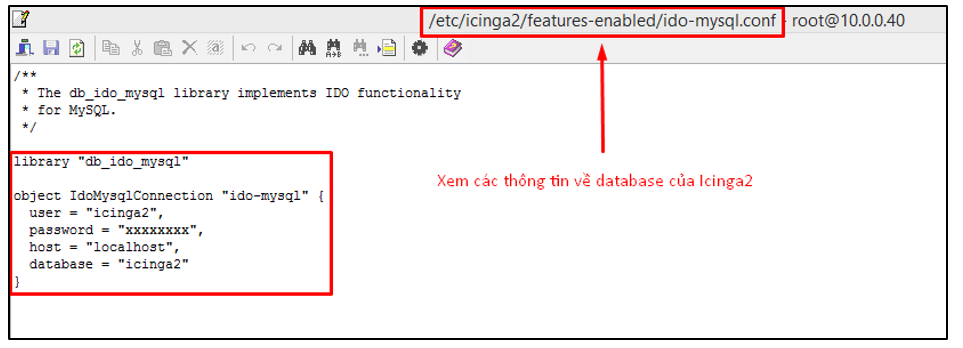 /etc/icinga2/features-enabled/ido-mysql.conf - root@10.0.0.40
/**
 * The db_ido_mysql library implements IDO functionality
 * for MySQL.
 */
library "db_ido_mysql"
object IdoMysqlConnection "ido-mysql" {
  user = "icinga2",
  password = "xxxxxxxx",
  host = "localhost",
  database = "icinga2"
}
Xem các thông tin về database của Icinga2